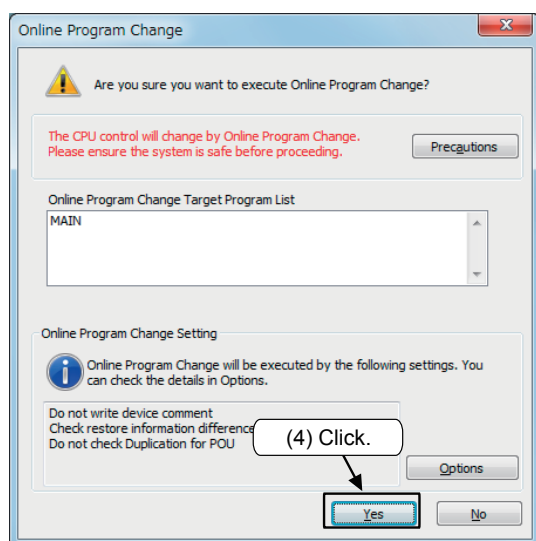 Online Program Change
Are you sure you want to execute Online Program Change?
The CPU control will change by Online Program Change.
Please ensure the system is safe before proceeding.
Precautions
Online Program Change Target Program List
MAIN
Online Program Change Setting
Online Program Change will be executed by the following settings. You
can check the details in Options.
Do not write device comment
Check restore information difference
Do not check Duplication for POU
(4) Click.
Options
Yes
No